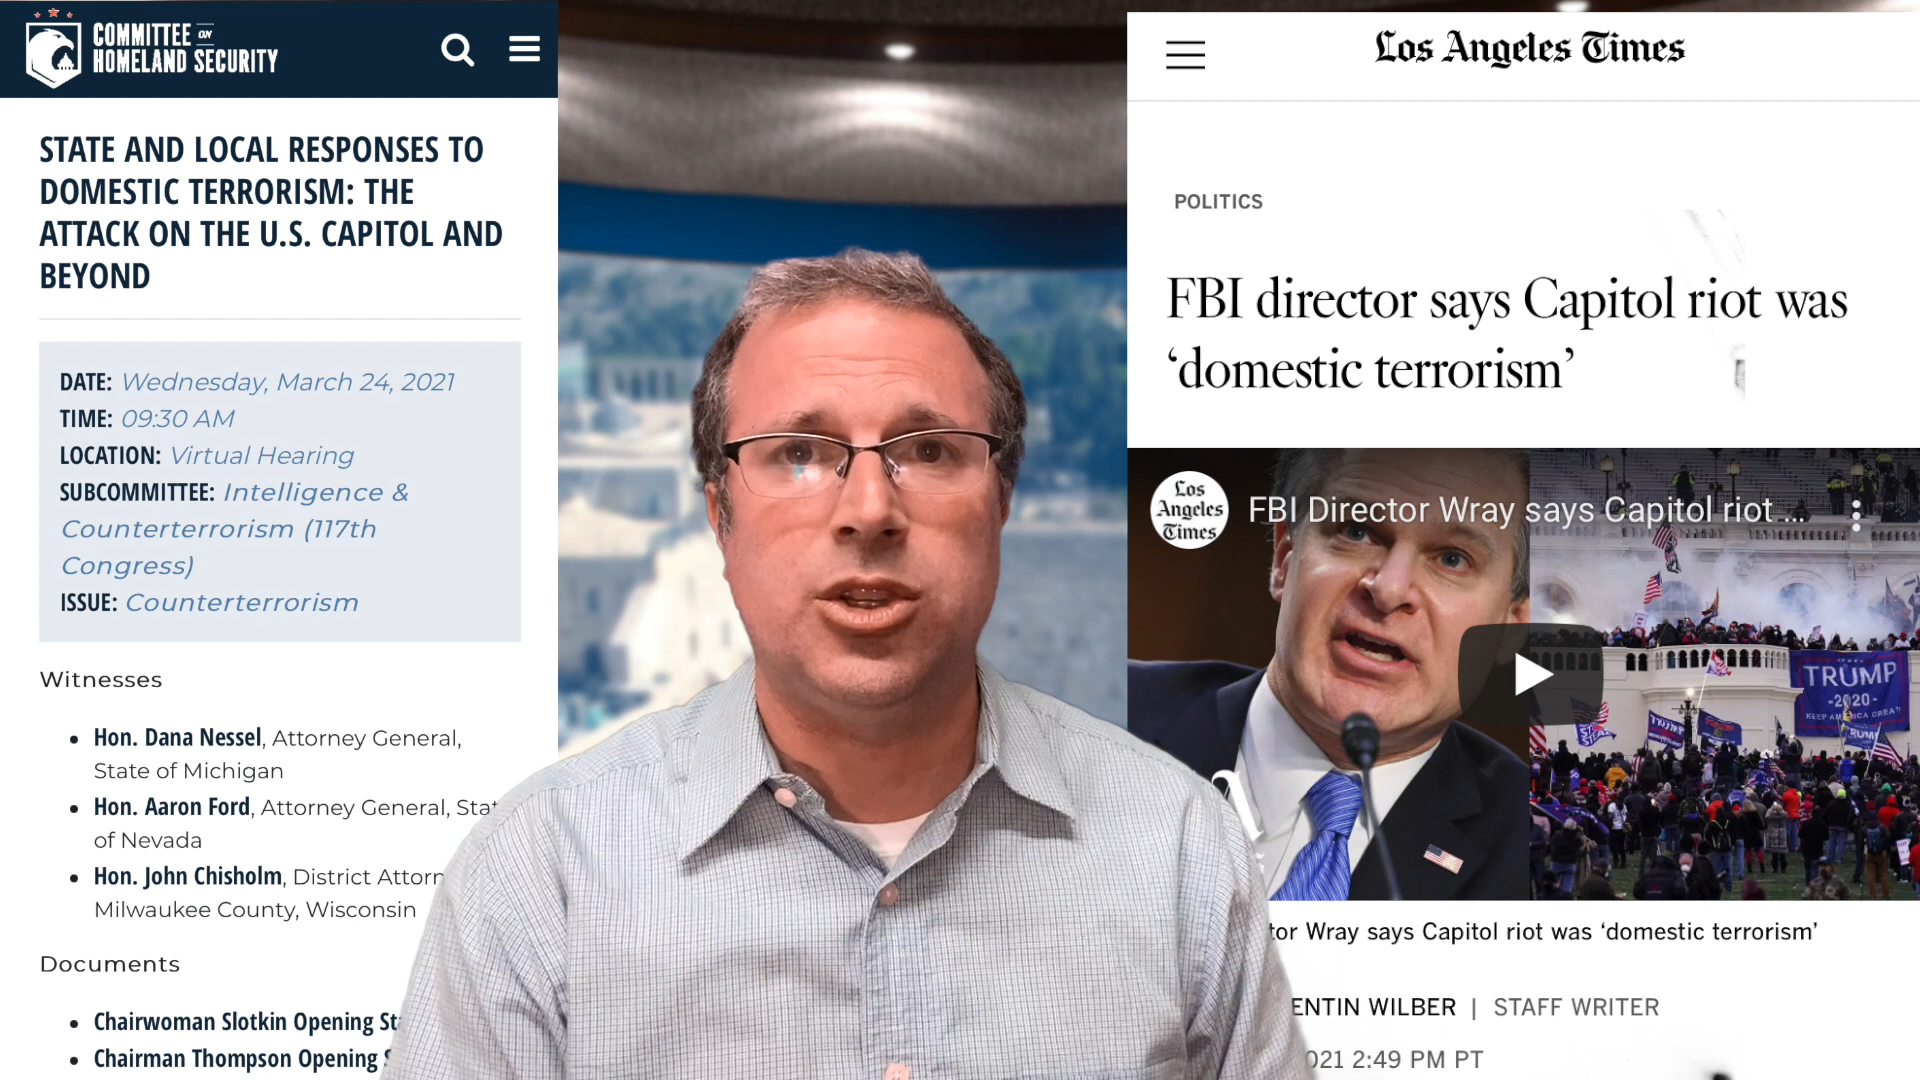 COMMITTEE ON
HOMELAND SECURITY
STATE AND LOCAL RESPONSES TO
DOMESTIC TERRORISM: THE
ATTACK ON THE U.S. CAPITOL AND
BEYOND
DATE: Wednesday, March 24, 2021
TIME: 09:30 AM
LOCATION: Virtual Hearing
SUBCOMMITTEE: Intelligence &
Counterterrorism (117th
Congress)
ISSUE: Counterterrorism
Witnesses
• Hon. Dana Nessel, Attorney General,
State of Michigan
• Hon. Aaron Ford, Attorney General, Stat
of Nevada
• Hon. John Chisholm, District Attorn
Milwaukee County, Wisconsin
Documents
• Chairwoman Slotkin Opening Sta
• Chairman Thompson Opening S
Los Angeles Times
POLITICS
FBI director says Capitol riot was
‘domestic terrorism’
Los
Angeles
Times
FBI Director Wray says Capitol riot ...
TRUMP
-2020-
KEEP AMERICA GREAT!
TRUMP
tor Wray says Capitol riot was ‘domestic terrorism’
ENTIN WILBER | STAFF WRITER
021 2:49 PM PT